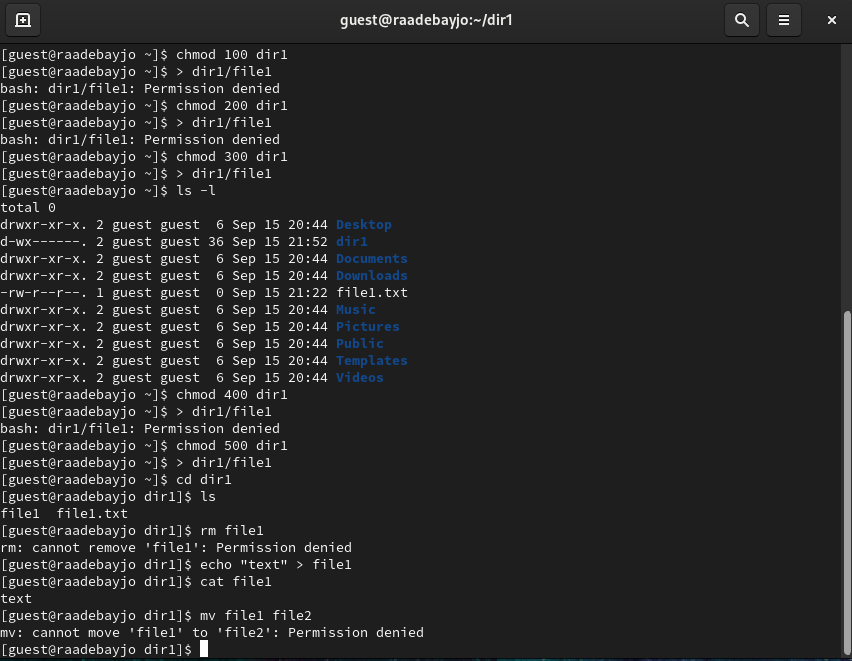 guest@raadebayjo:~/dir1
[guest@raadebayjo ~]$ chmod 100 dir1
[guest@raadebayjo ~]$ > dir1/file1
bash: dir1/file1: Permission denied
[guest@raadebayjo ~]$ chmod 200 dir1
[guest@raadebayjo ~]$ > dir1/file1
bash: dir1/file1: Permission denied
[guest@raadebayjo ~]$ chmod 300 dir1
[guest@raadebayjo ~]$ > dir1/file1
[guest@raadebayjo ~]$ ls -l
total 0
drwxr-xr-x. 2 guest guest  6 Sep 15 20:44 Desktop
d-wx------. 2 guest guest 36 Sep 15 21:52 dir1
drwxr-xr-x. 2 guest guest  6 Sep 15 20:44 Documents
drwxr-xr-x. 2 guest guest  6 Sep 15 20:44 Downloads
-rw-r--r--. 1 guest guest  0 Sep 15 21:22 file1.txt
drwxr-xr-x. 2 guest guest  6 Sep 15 20:44 Music
drwxr-xr-x. 2 guest guest  6 Sep 15 20:44 Pictures
drwxr-xr-x. 2 guest guest  6 Sep 15 20:44 Public
drwxr-xr-x. 2 guest guest  6 Sep 15 20:44 Templates
drwxr-xr-x. 2 guest guest  6 Sep 15 20:44 Videos
[guest@raadebayjo ~]$ chmod 400 dir1
[guest@raadebayjo ~]$ > dir1/file1
bash: dir1/file1: Permission denied
[guest@raadebayjo ~]$ chmod 500 dir1
[guest@raadebayjo ~]$ > dir1/file1
[guest@raadebayjo ~]$ cd dir1
[guest@raadebayjo dir1]$ ls
file1  file1.txt
[guest@raadebayjo dir1]$ rm file1
rm: cannot remove 'file1': Permission denied
[guest@raadebayjo dir1]$ echo "text" > file1
[guest@raadebayjo dir1]$ cat file1
text
[guest@raadebayjo dir1]$ mv file1 file2
mv: cannot move 'file1' to 'file2': Permission denied
[guest@raadebayjo dir1]$